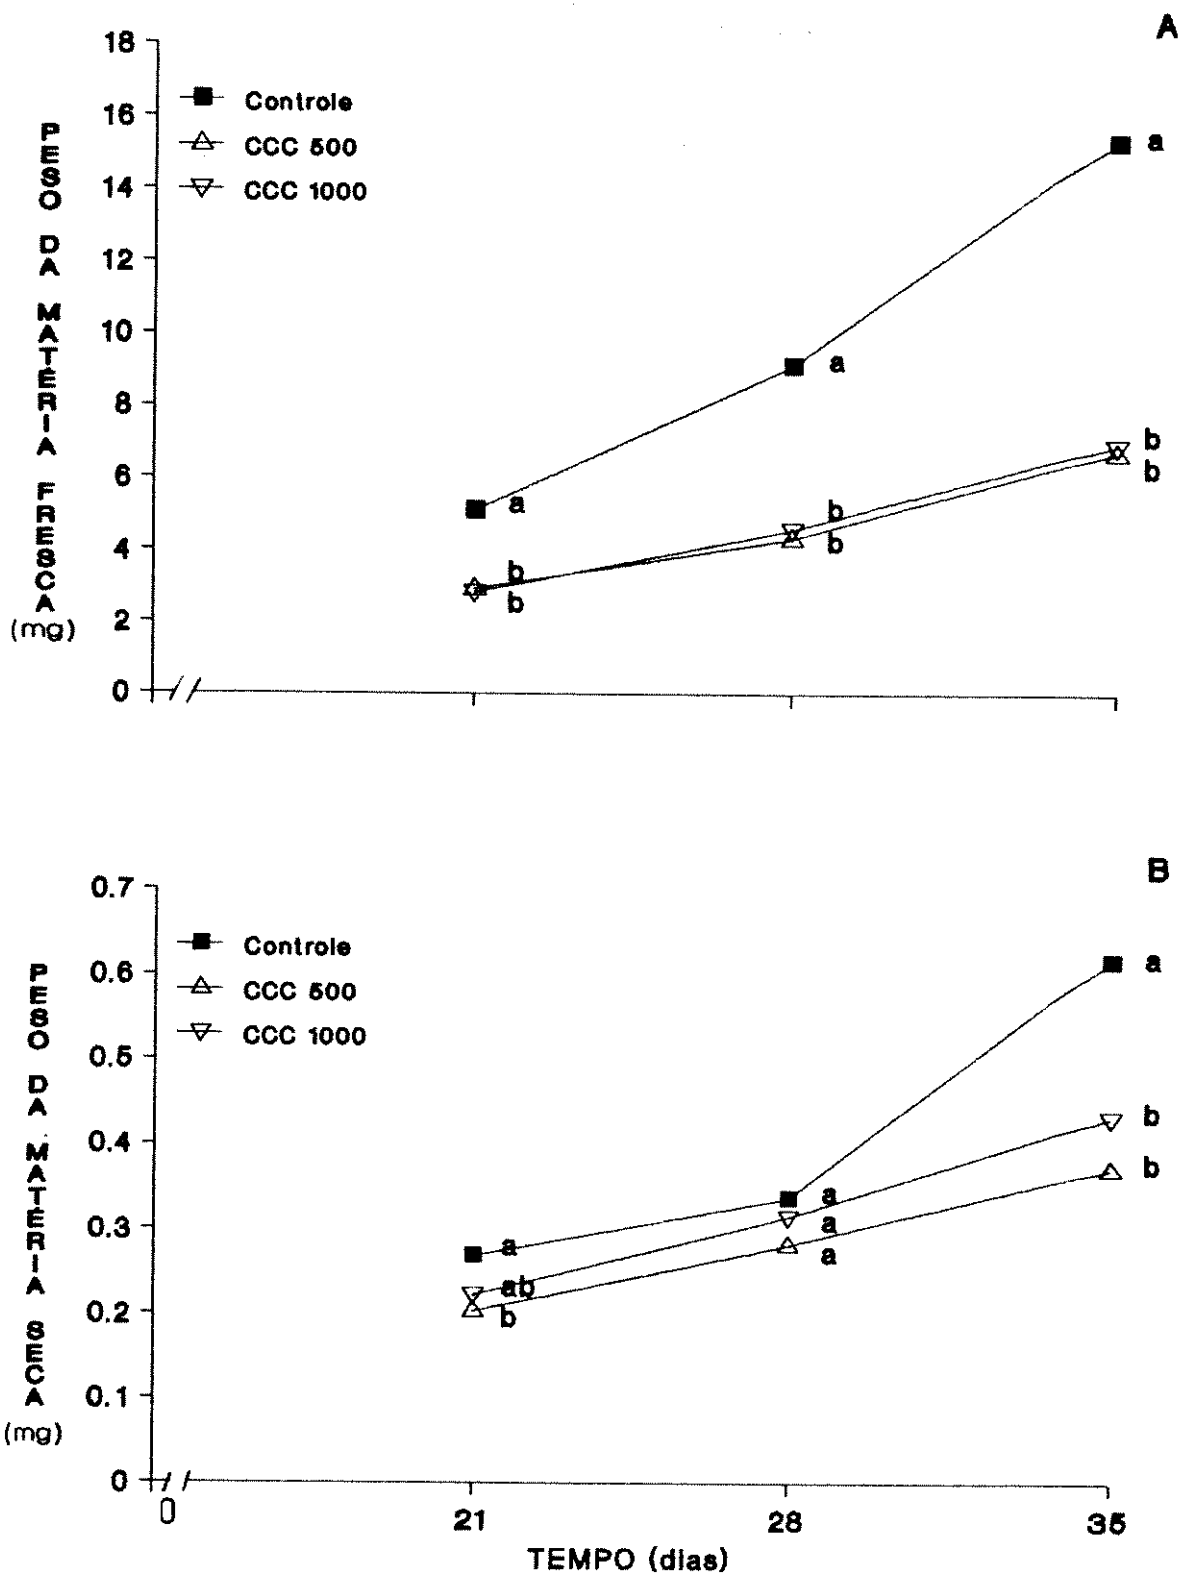 A
18
16
14
12
10
8
6
4
2
0
PESO DA MATERIA FRESCA
(mg)
Controle
CCC 500
CCC 1000
a
a
a
b
b
b
b
b
b
B
0.7
0.6
0.5
0.4
0.3
0.2
0.1
0
PESO DA MATERIA SECA
(mg)
Controle
CCC 500
CCC 1000
a
b
b
a
a
a
a
ab
b
0
21
28
35
TEMPO (dias)